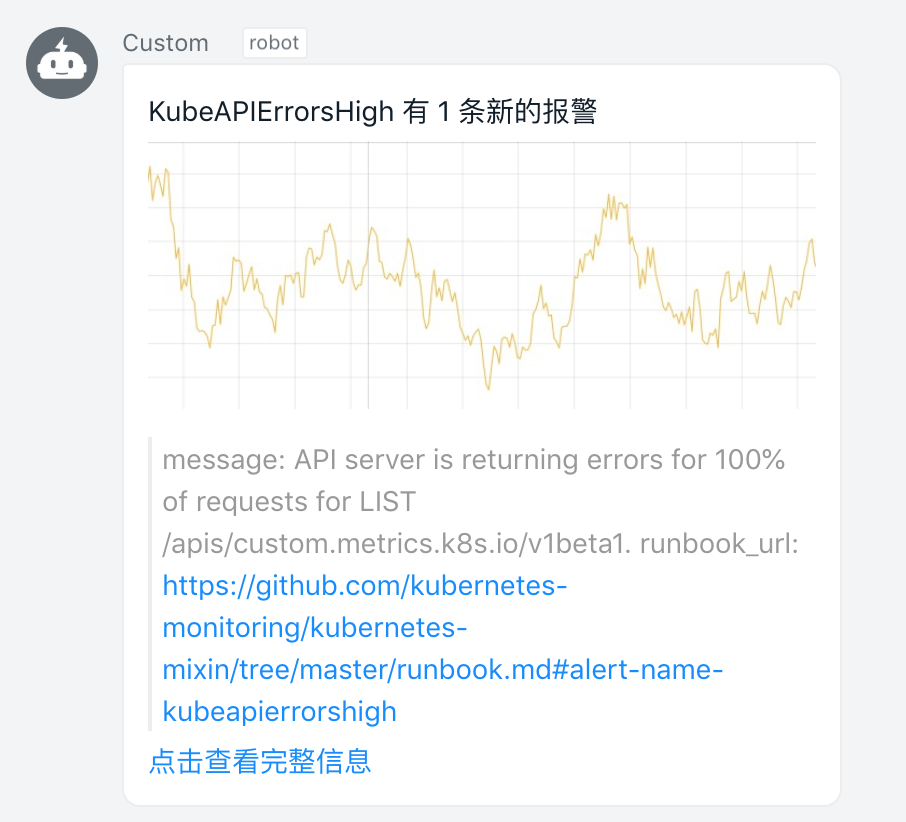 Custom robot
KubeAPIErrorsHigh 有 1 条新的报警
message: API server is returning errors for 100%
of requests for LIST
/apis/custom.metrics.k8s.io/v1beta1. runbook_url:
https://github.com/kubernetes-
monitoring/kubernetes-
mixin/tree/master/runbook.md#alert-name-
kubeapierrorshigh
点击查看完整信息